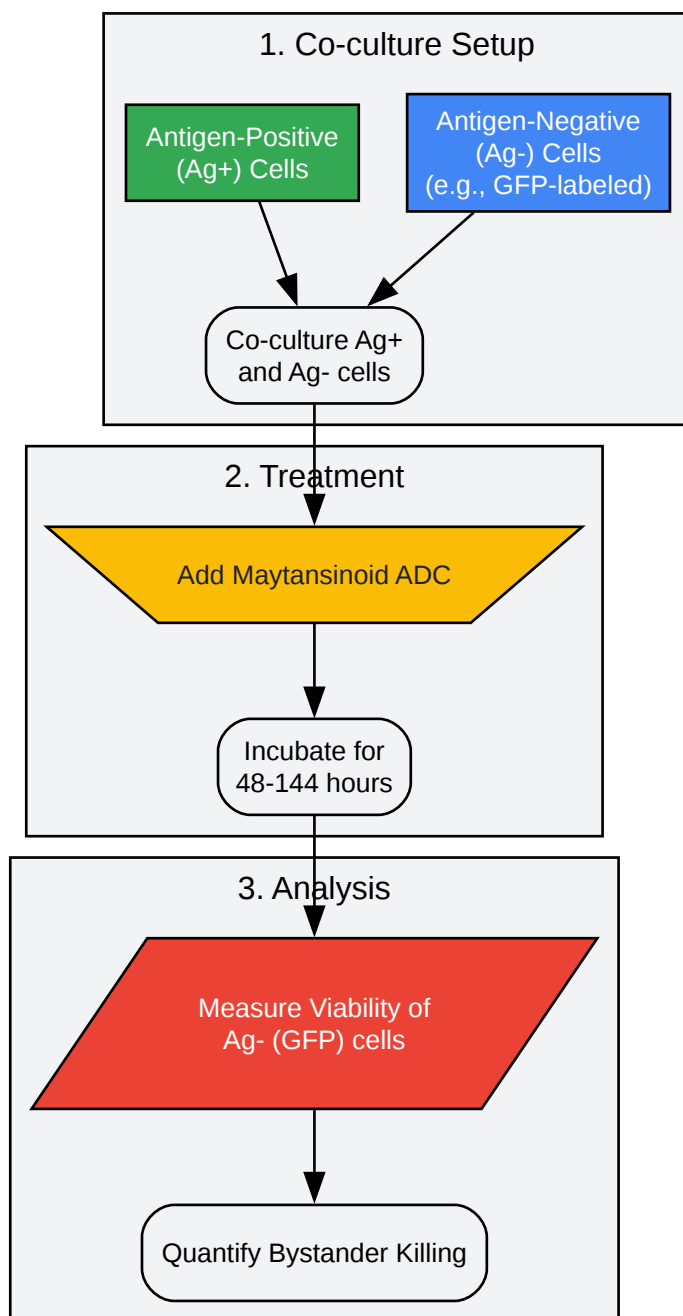 1. Co-culture Setup
Antigen-Positive
(Ag+) Cells
Antigen-Negative
(Ag-) Cells
(e.g., GFP-labeled)
Co-culture Ag+
and Ag- cells
2. Treatment
Add Maytansinoid ADC
Incubate for
48-144 hours
3. Analysis
Measure Viability of
Ag- (GFP) cells
Quantify Bystander Killing